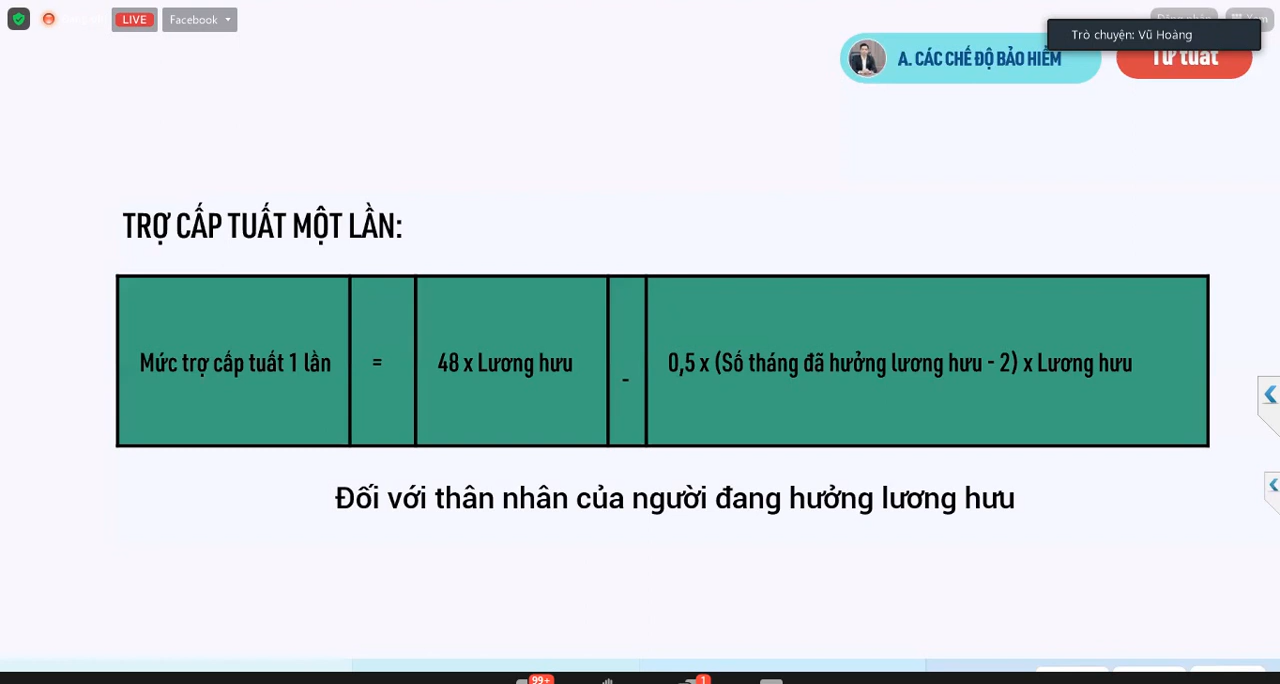 LIVE
Facebook
Trò chuyện: Vũ Hoảng
A. CÁC CHẾ ĐỘ BẢO HIỂM
Tử tuất
TRỢ CẤP TUẤT MỘT LẦN:
Mức trợ cấp tuất 1 lần = 48 x Lương hưu - 0,5 x (Số tháng đã hưởng lương hưu - 2) x Lương hưu
Đối với thân nhân của người đang hưởng lương hưu
99+
1